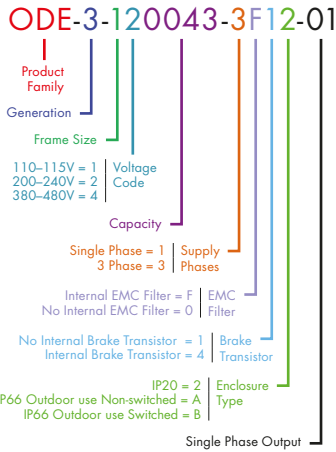 ODE-3-120043-3F12-01
Product
Family
Generation
Frame Size
110–115V = 1
200–240V = 2
380–480V = 4
Voltage
Code
Capacity
Single Phase = 1
3 Phase = 3
Supply
Phases
Internal EMC Filter = F
No Internal EMC Filter = 0
EMC
Filter
No Internal Brake Transistor = 1
Internal Brake Transistor = 4
Brake
Transistor
IP20 = 2
P66 Outdoor use Non-switched = A
IP66 Outdoor use Switched = B
Enclosure
Type
Single Phase Output